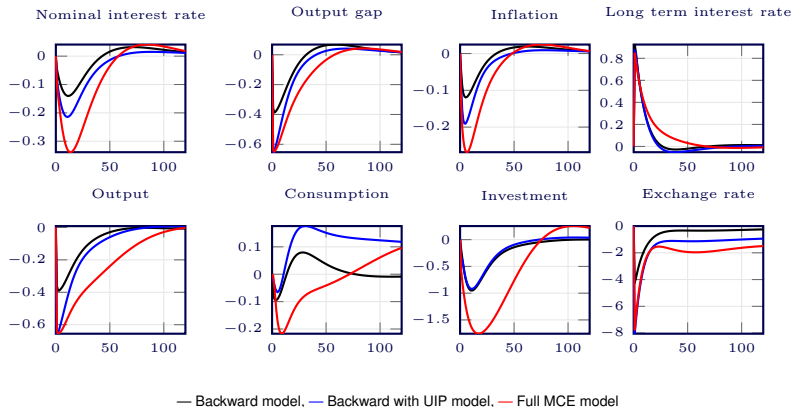 Nominal interest rate
Output gap
Inflation
Long term interest rate
0
−0.1
−0.2
−0.3
0 50 100
0
−0.2
−0.4
−0.6
0 50 100
0
−0.1
−0.2
0 50 100
0.8
0.6
0.4
0.2
0
0 50 100
Output
Consumption
Investment
Exchange rate
0
−0.2
−0.4
−0.6
0 50 100
0.1
0
−0.1
−0.2
0 50 100
0
−0.5
−1.0
−1.5
0 50 100
0
−2
−4
−6
−8
0 50 100
— Backward model, — Backward with UIP model, — Full MCE model